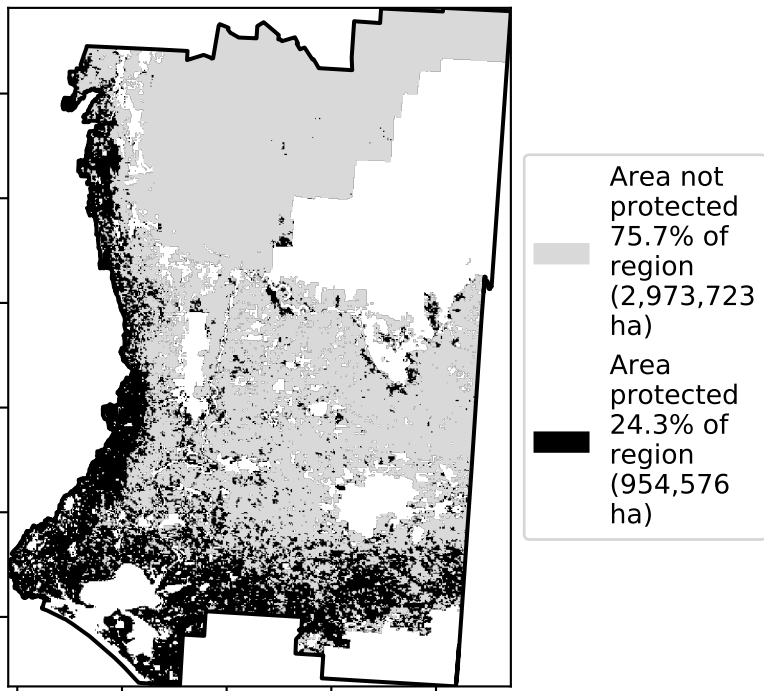 Area not
protected
75.7% of
region
(2,973,723
ha)
Area
protected
24.3% of
region
(954,576
ha)